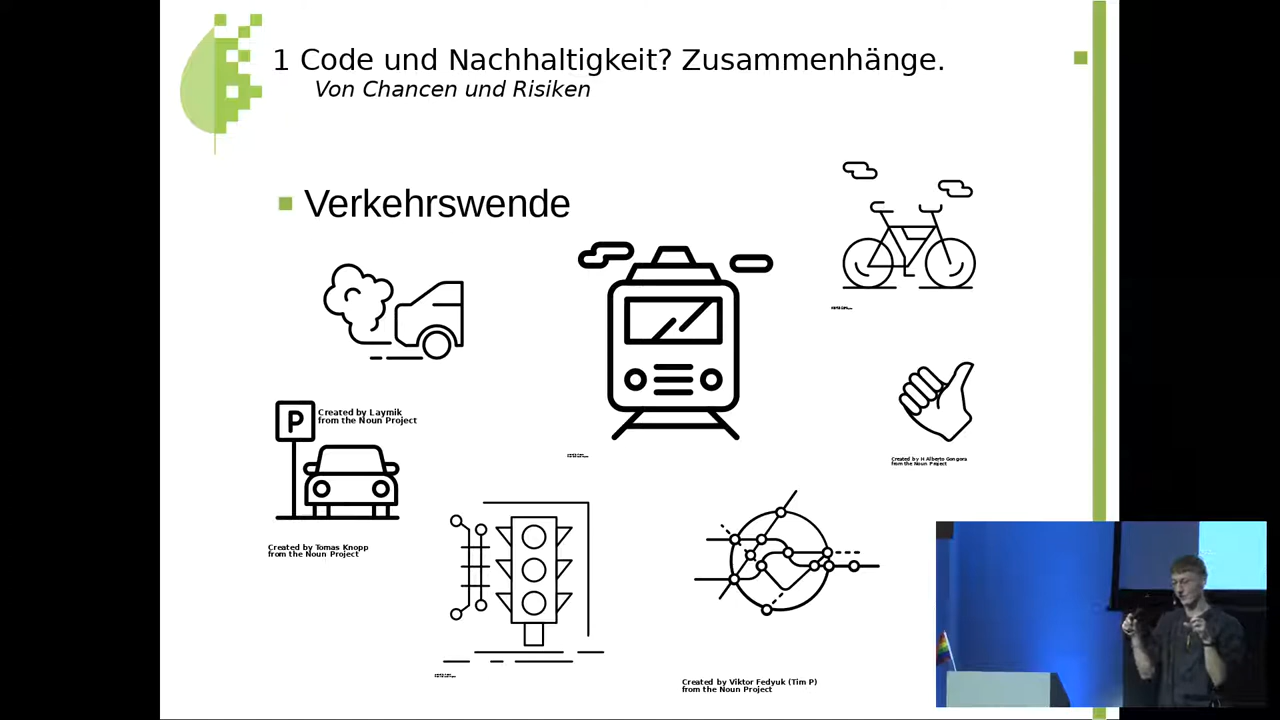 1 Code und Nachhaltigkeit? Zusammenhänge.
Von Chancen und Risiken
Verkehrswende
P
Created by Laymik
from the Noun Project
Created by H Alberto Gongora
from the Noun Project
Created by Tomas Knopp
from the Noun Project
Created by Viktor Fedyuk (Tim P)
from the Noun Project